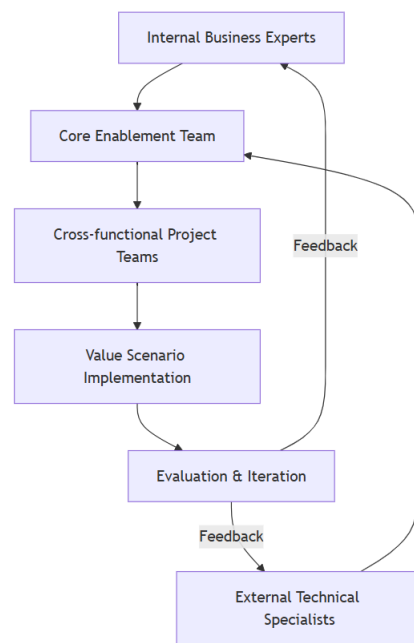 Internal Business Experts
Core Enablement Team
Cross-functional Project
Teams
Feedback
Value Scenario
Implementation
Evaluation & Iteration
Feedback
External Technical
Specialists